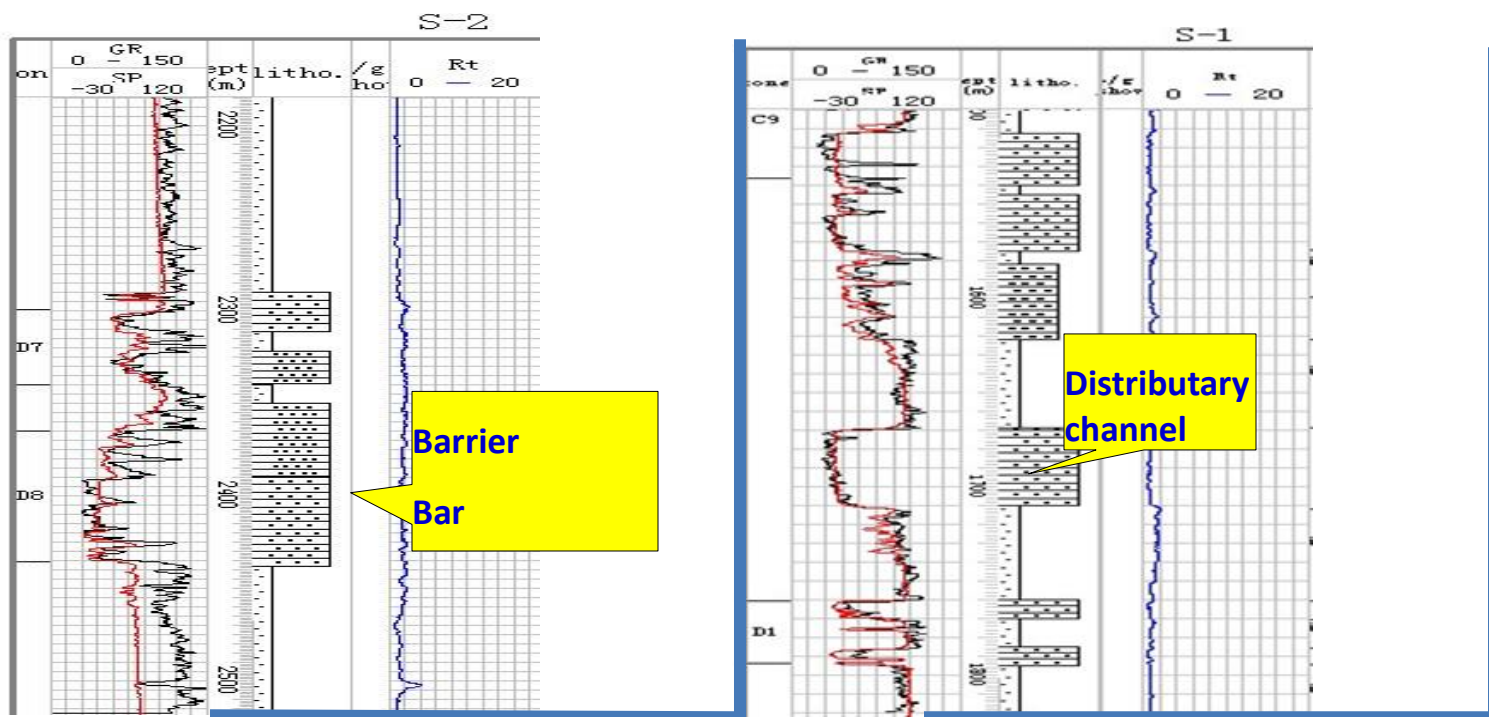 S-2
GR
0 - 150
SP
-30 120
on
ept
(m)
litho.
/g
ho
Rt
0 — 20
2200
2300
D7
2400
D8
2500
Barrier
Bar
S-1
GR
0 - 150
SP
-30 120
one
ept
(m)
litho.
/g
show
Rt
0 — 20
C9
00
1600
1700
D1
1800
Distributary
channel